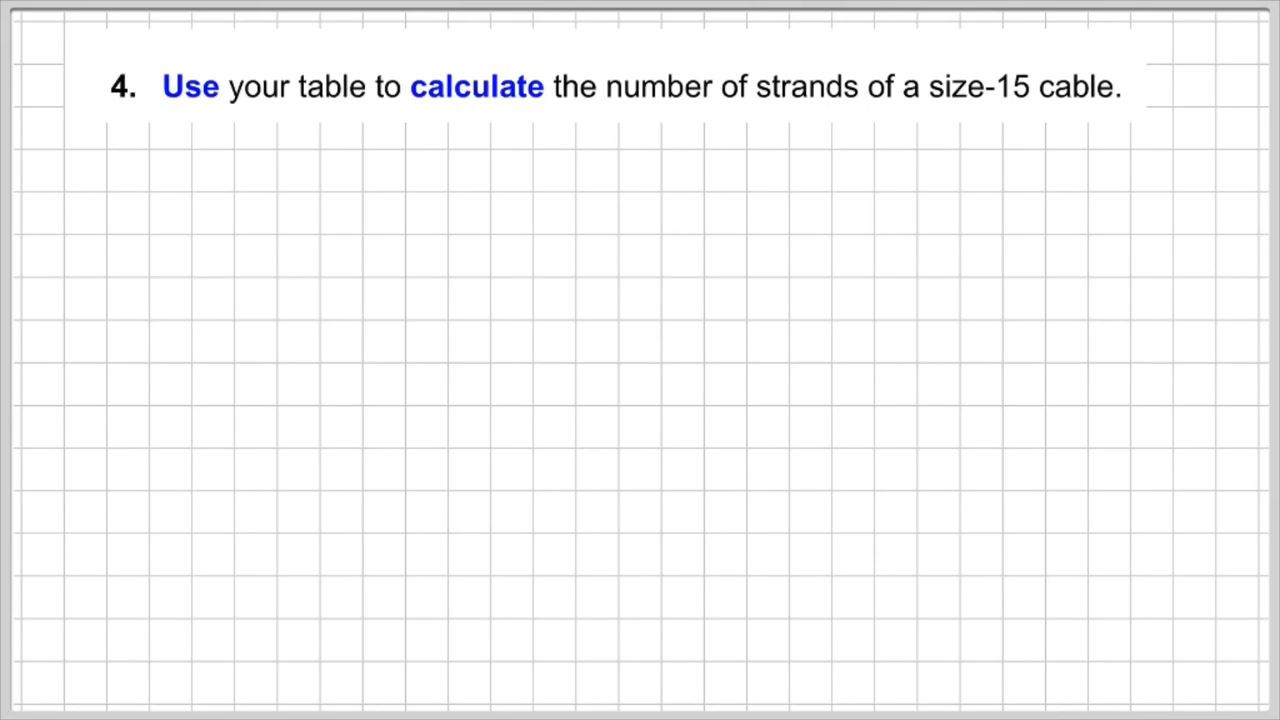 4. Use your table to calculate the number of strands of a size-15 cable.